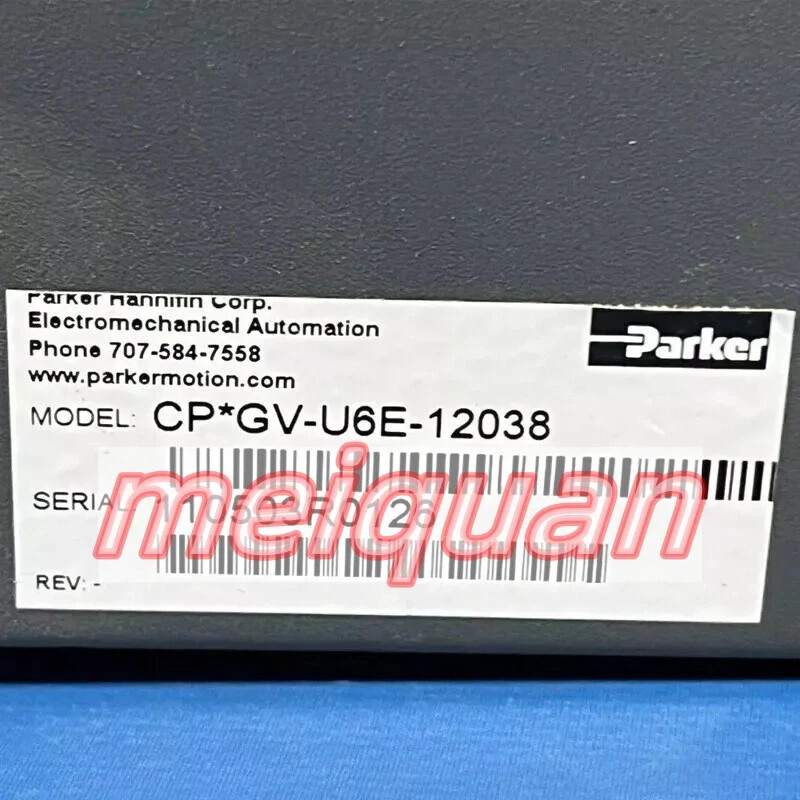 Parker Hannifin Corp.
Electromechanical Automation
Phone 707-584-7558
www.parkermotion.com
Parker
MODEL: CP*GV-U6E-12038
meiquan
SERIAL:
REV: -